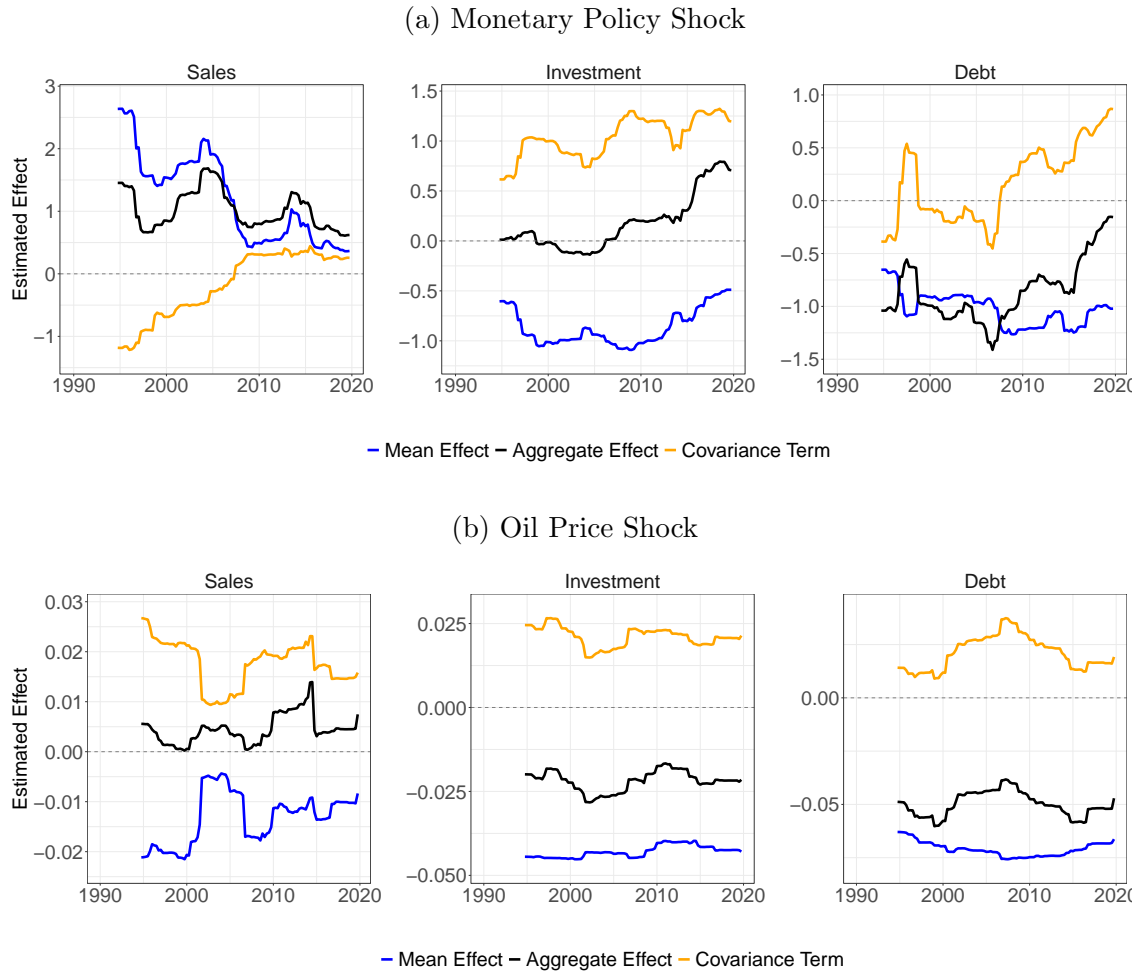 (a) Monetary Policy Shock
Sales
Investment
Debt
Estimated Effect
3
2
1
0
−1
1990 2000 2010 2020
1.5
1.0
0.5
0.0
−0.5
−1.0
1990 2000 2010 2020
1.0
0.5
0.0
−0.5
−1.0
−1.5
1990 2000 2010 2020
Mean Effect Aggregate Effect Covariance Term
(b) Oil Price Shock
Sales
Investment
Debt
Estimated Effect
0.03
0.02
0.01
0.00
−0.01
−0.02
1990 2000 2010 2020
0.025
0.000
−0.025
−0.050
1990 2000 2010 2020
0.00
−0.05
1990 2000 2010 2020
Mean Effect Aggregate Effect Covariance Term